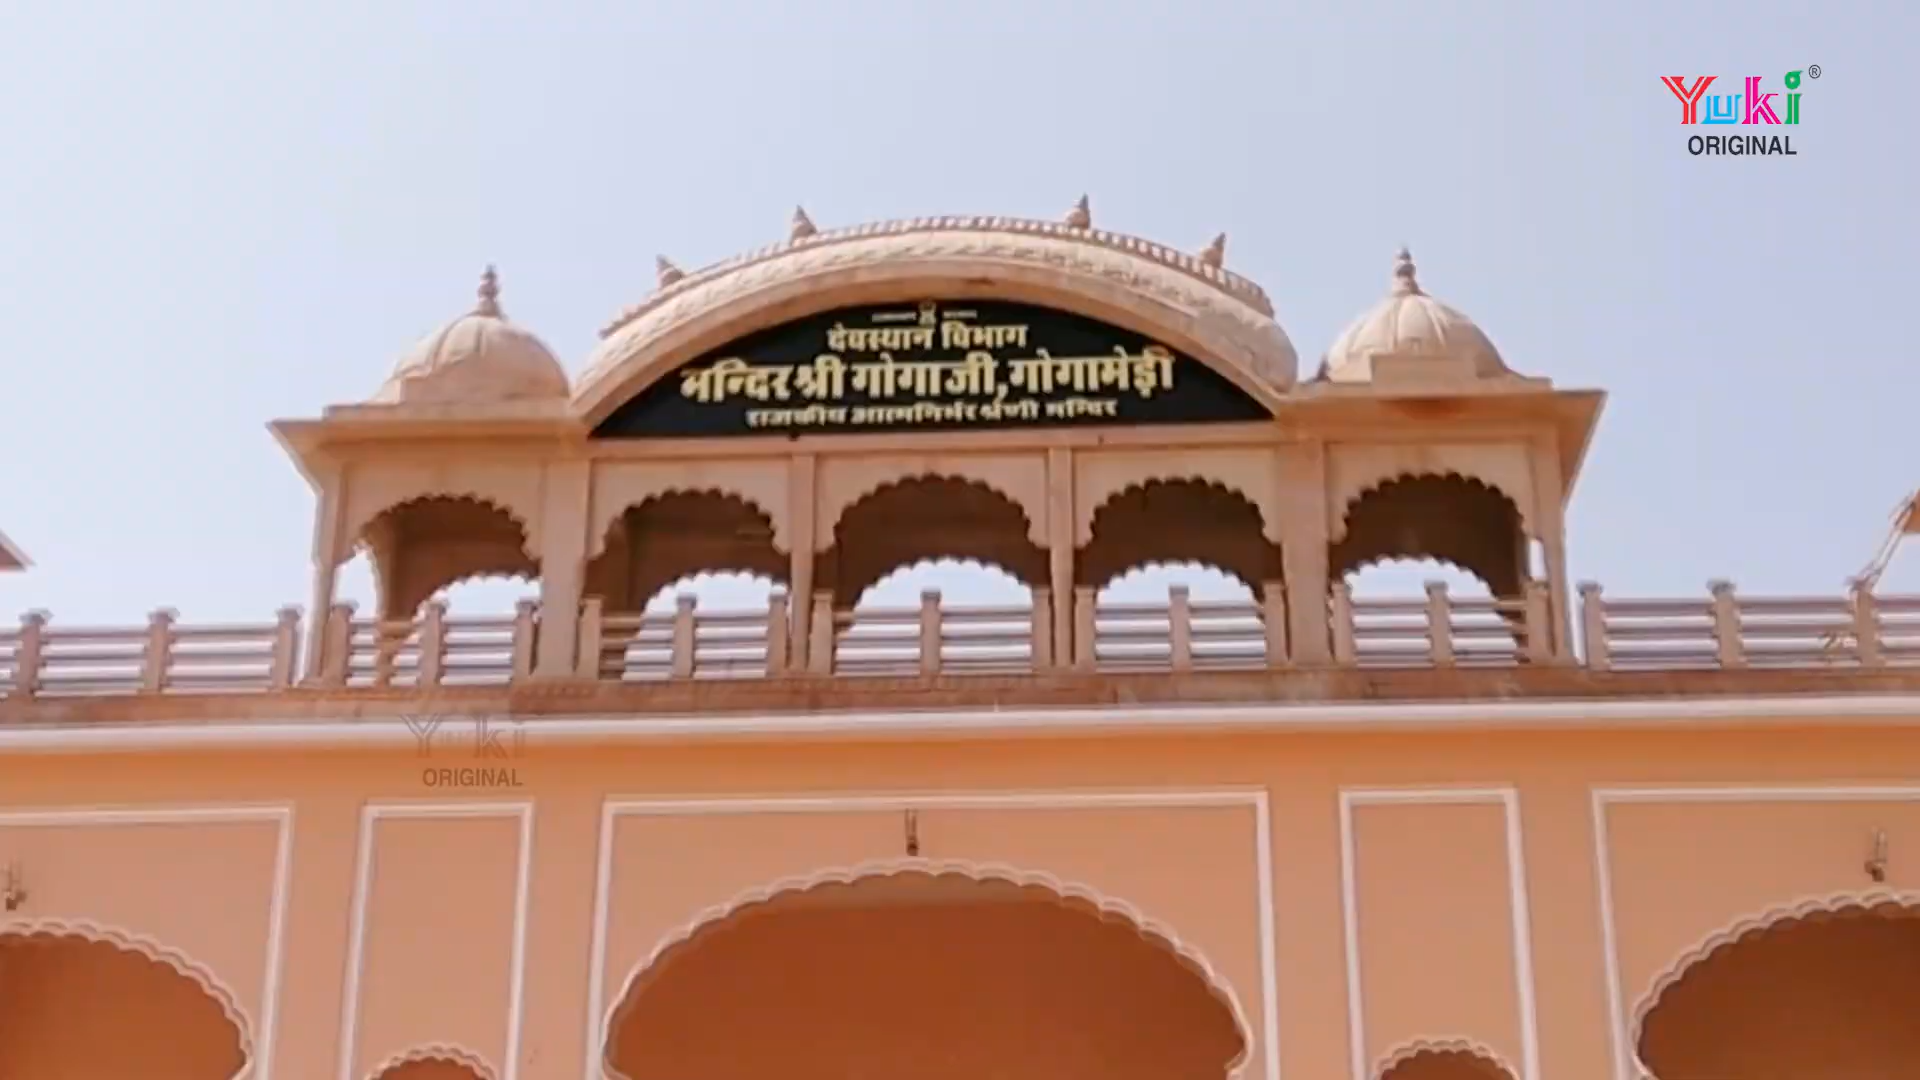 Yuki®
ORIGINAL
देवस्थान विभाग
मन्दिर श्री गोगाजी, गोगामेड़ी
राजकीय आत्मनिर्भर श्रेणी मन्दिर
Yuki
ORIGINAL